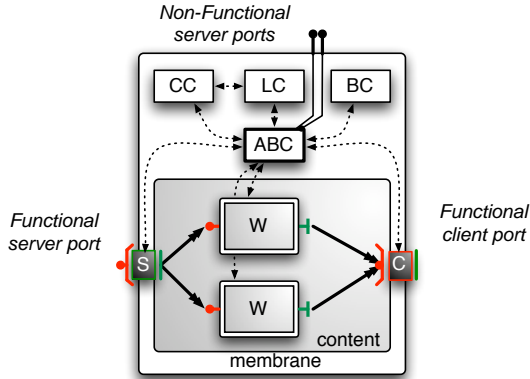 Non-Functional
server ports
CC
LC
BC
ABC
Functional
server port
W
Functional
client port
S
C
W
content
membrane